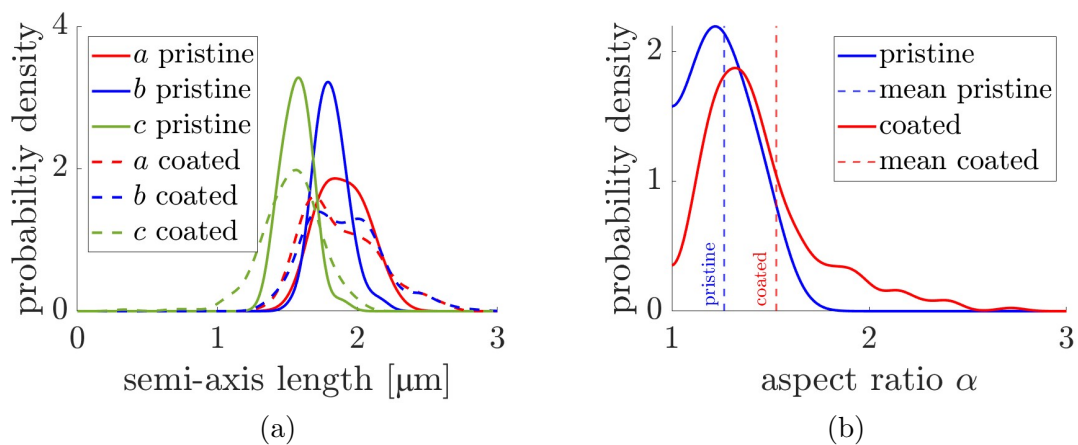 probabiltiy density
4
2
0
a pristine
b pristine
c pristine
a coated
b coated
c coated
0
1
2
3
semi-axis length [μm]
(a)
probability density
2
1
0
pristine
mean pristine
coated
mean coated
pristine
coated
1
2
3
aspect ratio α
(b)